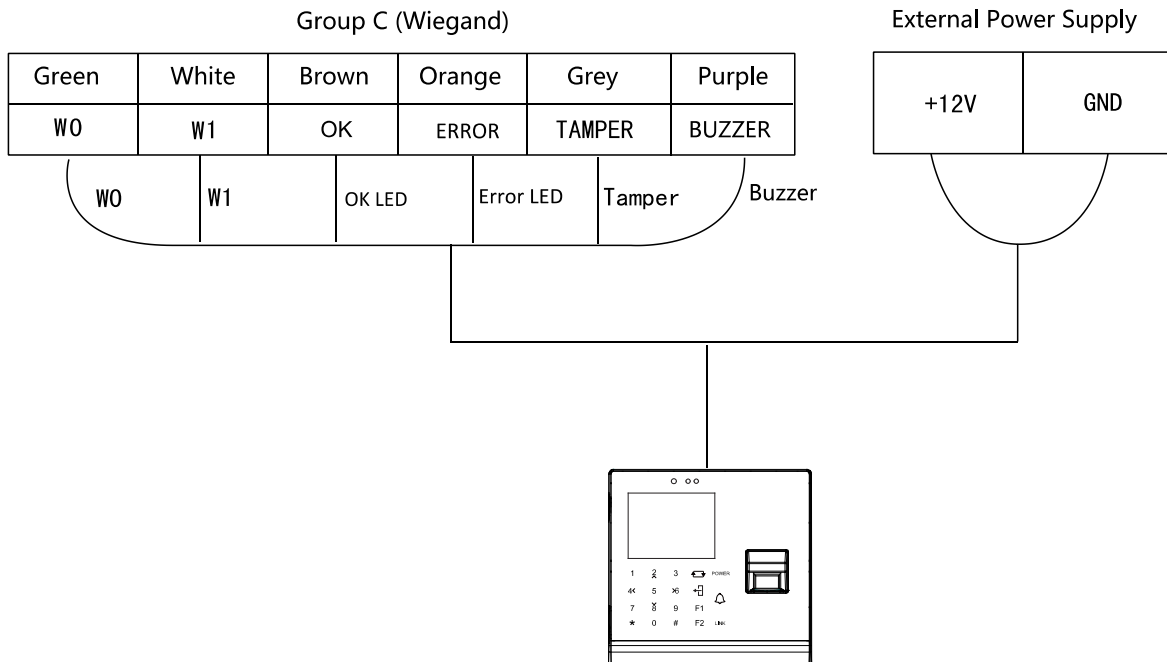 Group C (Wiegand) External Power Supply
Green White Brown Orange Grey Purple
W0 W1 OK ERROR TAMPER BUZZER
+12V GND
W0 W1 OK LED Error LED Tamper Buzzer
1 2 3 POWER
4 5 6
7 8 9 F1
* 0 # F2 LINK